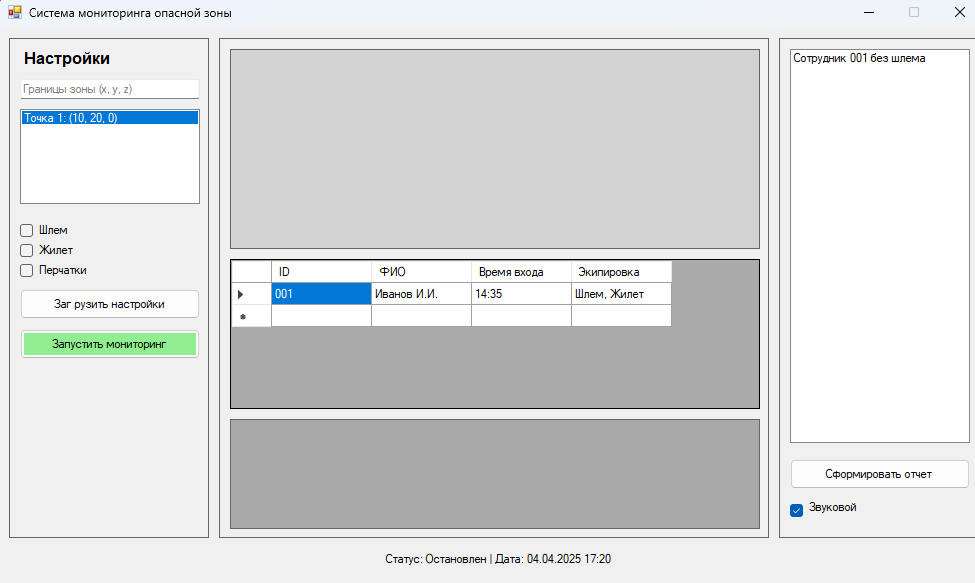 Система мониторинга опасной зоны
Настройки
Границы зоны (x, y, z)
Точка 1: (10, 20, 0)
Шлем
Жилет
Перчатки
Заг рузить настройки
Запустить мониторинг
ID ФИО Время входа Экипировка
001 Иванов И.И. 14:35 Шлем, Жилет
Сотрудник 001 без шлема
Сформировать отчет
Звуковой
Статус: Остановлен | Дата: 04.04.2025 17:20